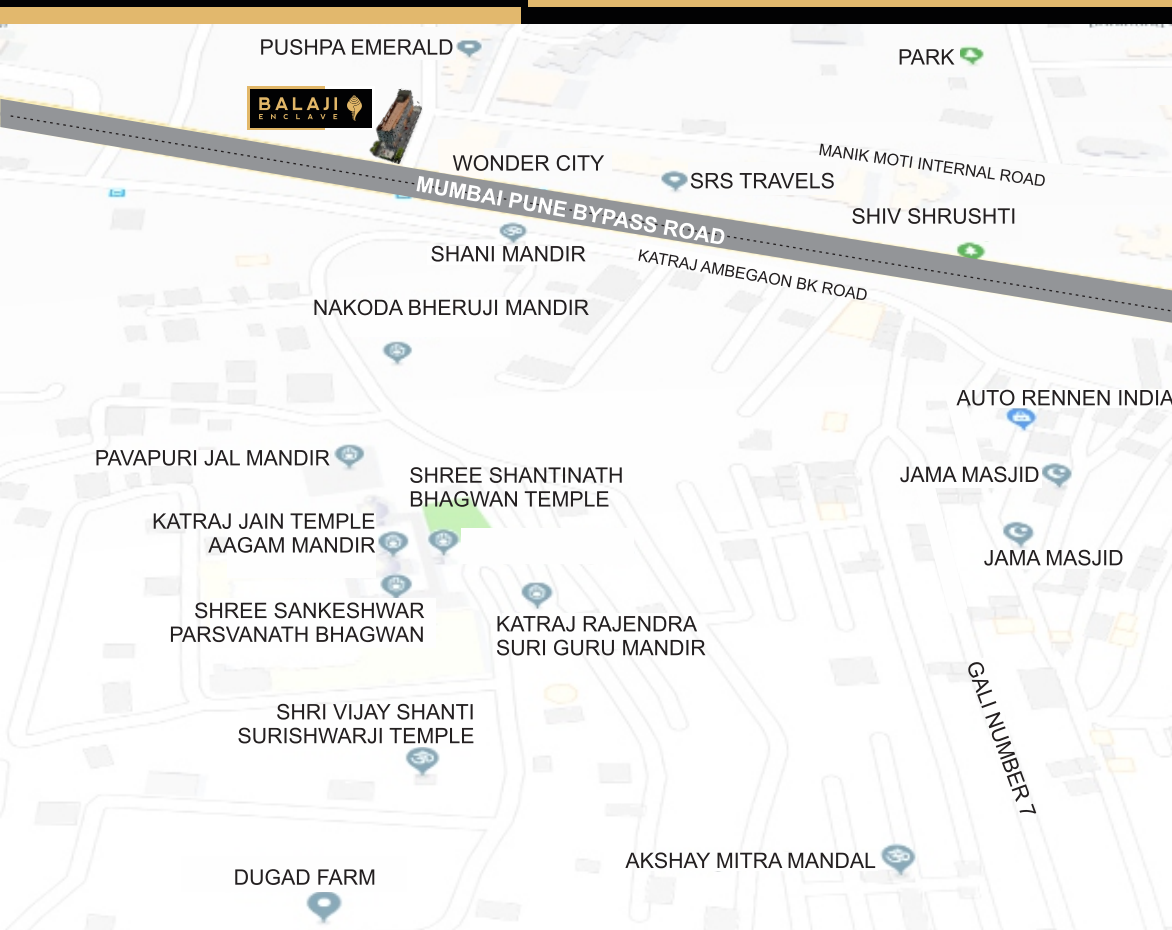 PUSHPA EMERALD
PARK
BALAJI
ENCLAVE
MANIK MOTI INTERNAL ROAD
WONDER CITY
SRS TRAVELS
MUMBAI PUNE BYPASS ROAD
SHIV SHRUSHTI
SHANI MANDIR
KATRAJ AMBEGAON BK ROAD
NAKODA BHERUJI MANDIR
AUTO RENNEN INDIA
PAVAPURI JAL MANDIR
SHREE SHANTINATH
BHAGWAN TEMPLE
JAMA MASJID
KATRAJ JAIN TEMPLE
AAGAM MANDIR
JAMA MASJID
SHREE SANKESHWAR
PARSVANATH BHAGWAN
KATRAJ RAJENDRA
SURI GURU MANDIR
GALI NUMBER 7
SHRI VIJAY SHANTI
SURISHWARJI TEMPLE
AKSHAY MITRA MANDAL
DUGAD FARM